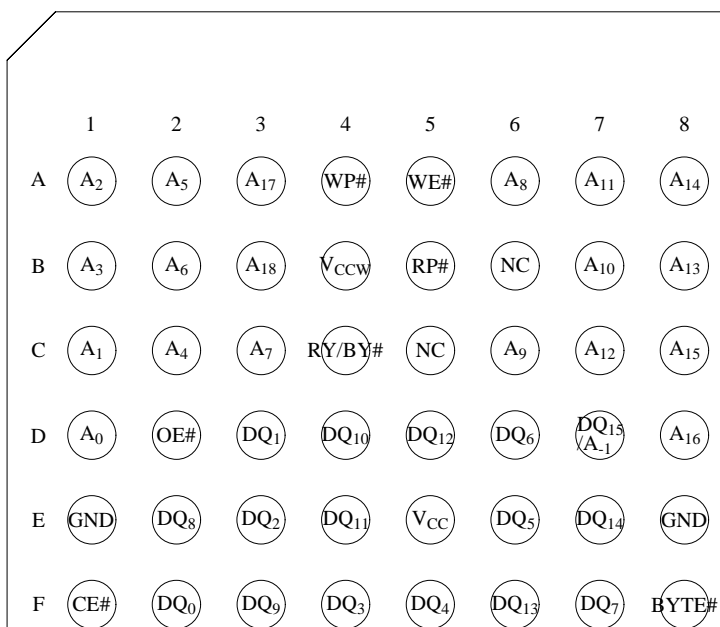 1 2 3 4 5 6 7 8
A A₂ A₅ A₁₇ WP# WE# A₈ A₁₁ A₁₄
B A₃ A₆ A₁₈ V_CCW RP# NC A₁₀ A₁₃
C A₁ A₄ A₇ RY/BY# NC A₉ A₁₂ A₁₅
D A₀ OE# DQ₁ DQ₁₀ DQ₁₂ DQ₆ DQ₁₅ /A₋₁ A₁₆
E GND DQ₈ DQ₂ DQ₁₁ V_CC DQ₅ DQ₁₄ GND
F CE# DQ₀ DQ₉ DQ₃ DQ₄ DQ₁₃ DQ₇ BYTE#